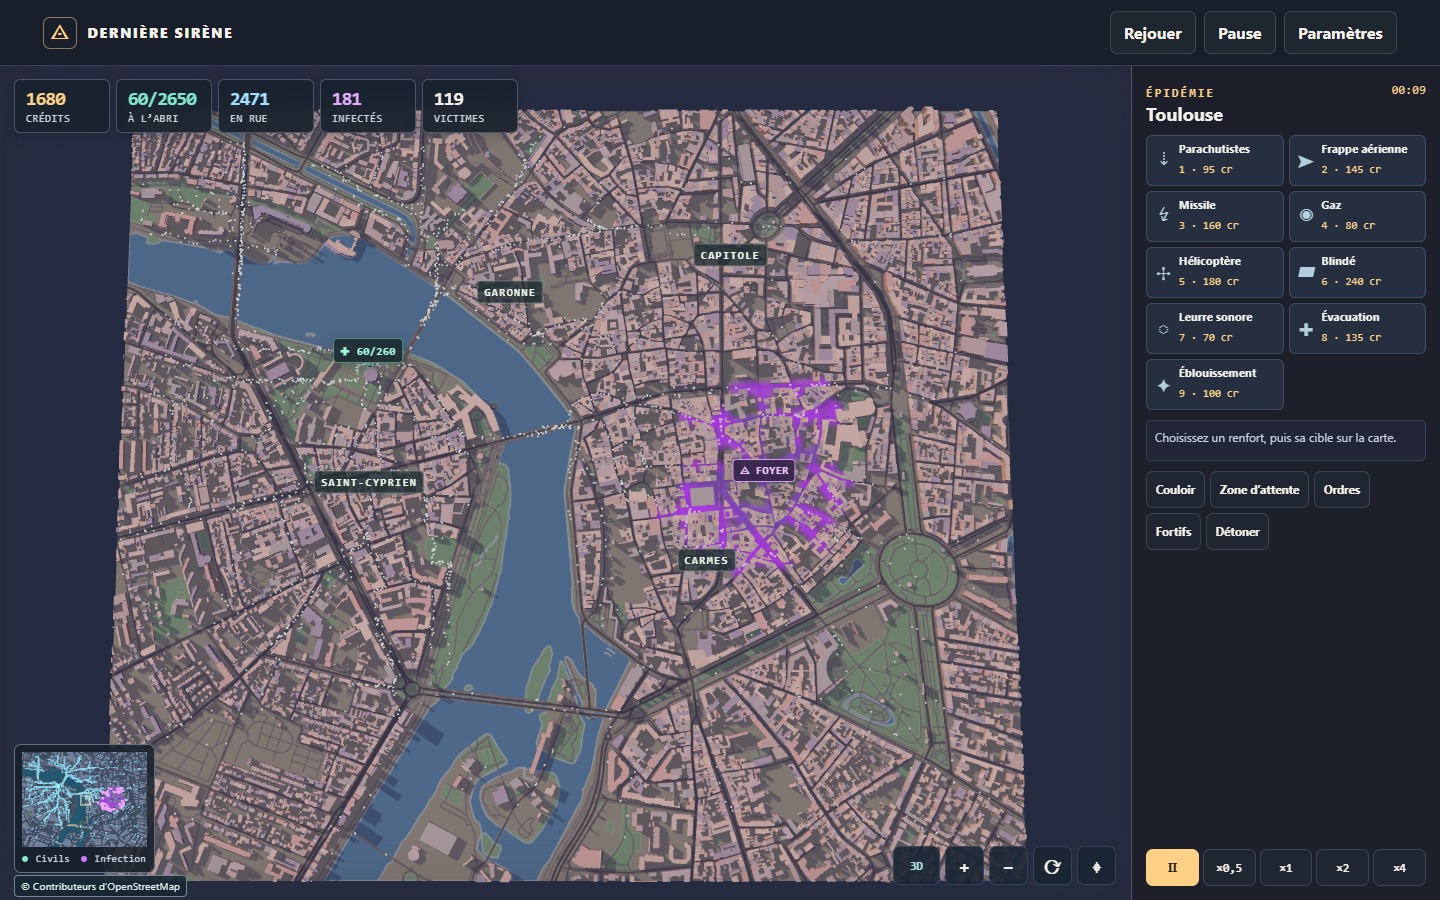 DERNIÈRE SIRÈNE
Rejouer
Pause
Paramètres
1680
CRÉDITS
60/2650
À L'ABRI
2471
EN RUE
181
INFECTÉS
119
VICTIMES
CAPITOLE
GARONNE
60/260
FOYER
SAINT-CYPRIEN
CARMES
Civils
Infection
© Contributeurs d'OpenStreetMap
3D
+
−
ÉPIDÉMIE
00:09
Toulouse
Parachutistes
1 · 95 cr
Frappe aérienne
2 · 145 cr
Missile
3 · 160 cr
Gaz
4 · 80 cr
Hélicoptère
5 · 180 cr
Blindé
6 · 240 cr
Leurre sonore
7 · 70 cr
Évacuation
8 · 135 cr
Éblouissement
9 · 100 cr
Choisissez un renfort, puis sa cible sur la carte.
Couloir
Zone d'attente
Ordres
Fortifs
Détoner
II
x0,5
x1
x2
x4